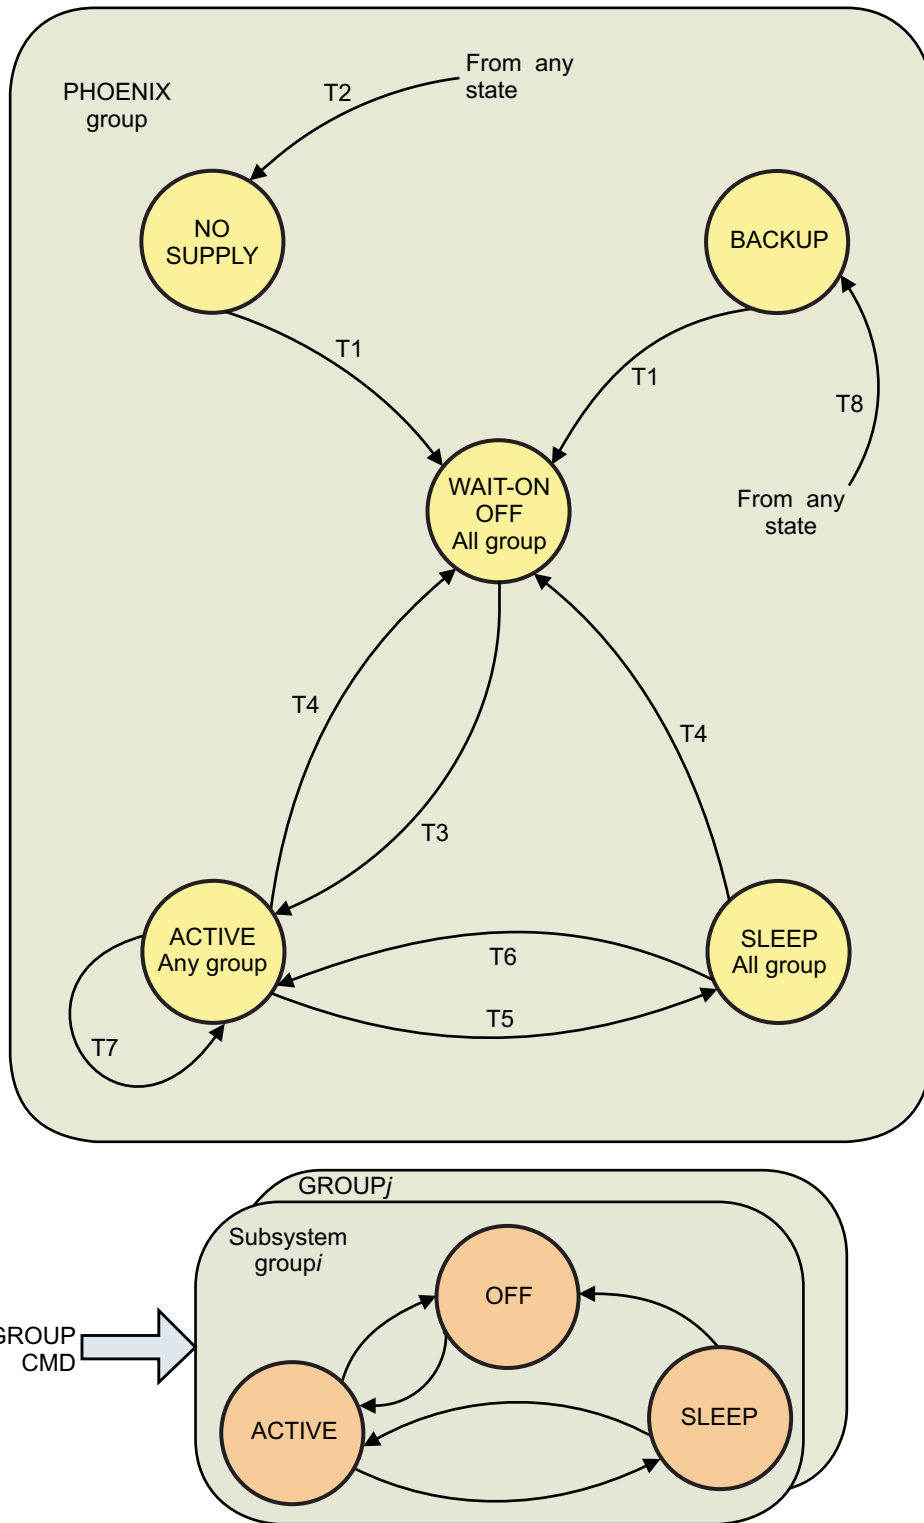 PHOENIX
group
T2
From any
state
NO
SUPPLY
BACKUP
T1
T1
T8
WAIT-ON
OFF
All group
From any
state
T4
T4
T3
ACTIVE
Any group
SLEEP
All group
T6
T5
T7
GROUPj
Subsystem
groupi
OFF
GROUP
CMD
ACTIVE
SLEEP